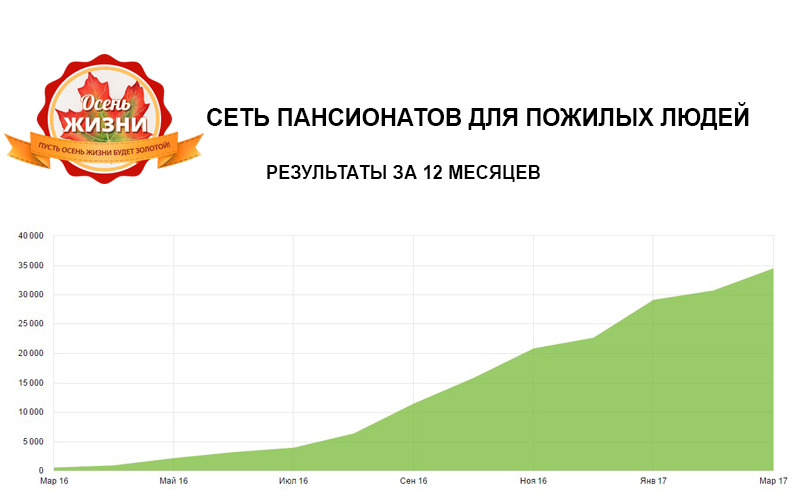 Осень
ЖИЗНИ
ПУСТЬ ОСЕНЬ ЖИЗНИ БУДЕТ ЗОЛОТОЙ!
СЕТЬ ПАНСИОНАТОВ ДЛЯ ПОЖИЛЫХ ЛЮДЕЙ
РЕЗУЛЬТАТЫ ЗА 12 МЕСЯЦЕВ
40 000
35 000
30 000
25 000
20 000
15 000
10 000
5 000
0
Мар 16 Май 16 Июл 16 Сен 16 Ноя 16 Янв 17 Мар 17